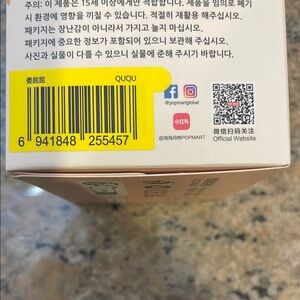 주의: 이 제품은 15세 이상에게만 적합합니다. 제품을 임의로 폐기
시 환경에 영향을 끼칠 수 있습니다. 적절히 재활용 해주십시오.
패키지는 장난감이 아니라서 가지고 놀지 마십시오.
패키지에 중요한 정보가 포함되어 있으니 보관해 주십시오.
사진과 실물이 다를 수 있으니 실물에 준해 주시기 바랍니다.
委屈屈 QUQU
6 941848 255457
@popmartglobal
小红书
@泡泡玛特POPMART
微信扫码关注
Official Website